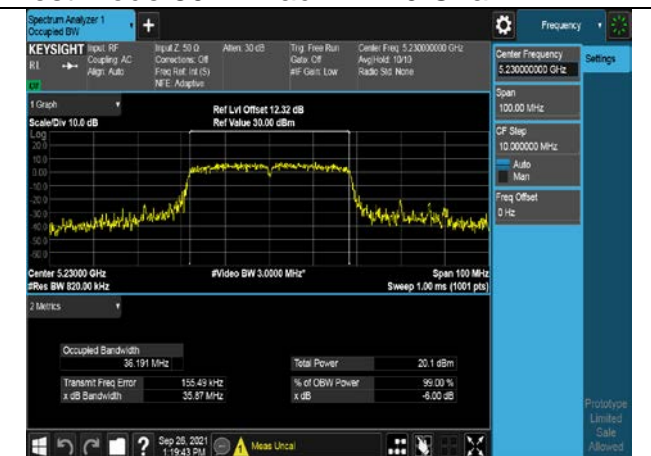 Spectrum Analyzer 1
Occupied BW
+
Frequency
KEYSIGHT
RL
Input: RF
Coupling: AC
Align: Auto
Input Z: 50 Ω
Corrections: Off
Freq Ref: Int (S)
NFE: Adaptive
Atten: 30 dB
Trig: Free Run
Gate: Off
#IF Gain: Low
Center Freq: 5.230000000 GHz
Avg|Hold: 10/10
Radio Std: None
Center Frequency
5.230000000 GHz
Settings
Span
100.00 MHz
CF Step
10.000000 MHz
Auto
Man
Freq Offset
0 Hz
1 Graph
Scale/Div 10.0 dB
Ref Lvl Offset 12.32 dB
Ref Value 30.00 dBm
Log
20.0
10.0
0.00
-10.0
-20.0
-30.0
-40.0
-50.0
-60.0
Center 5.23000 GHz
#Res BW 820.00 kHz
#Video BW 3.0000 MHz*
Span 100 MHz
Sweep 1.00 ms (1001 pts)
2 Metrics
Occupied Bandwidth
36.191 MHz
Total Power 20.1 dBm
Transmit Freq Error 155.49 kHz
% of OBW Power 99.00 %
x dB Bandwidth 35.87 MHz
x dB -6.00 dB
Prototype
Limited
Sale
Allowed
?
Sep 26, 2021
1:19:43 PM
Meas Uncal